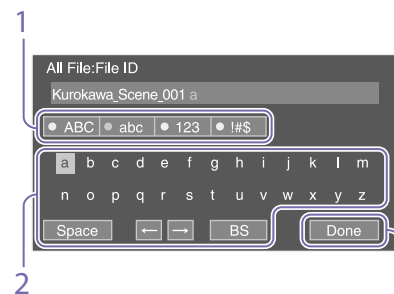 1
All File:File ID
Kurokawa_Scene_001 a
ABC abc 123 !#$
a b c d e f g h i j k l m
n o p q r s t u v w x y z
Space ← → BS Done
2